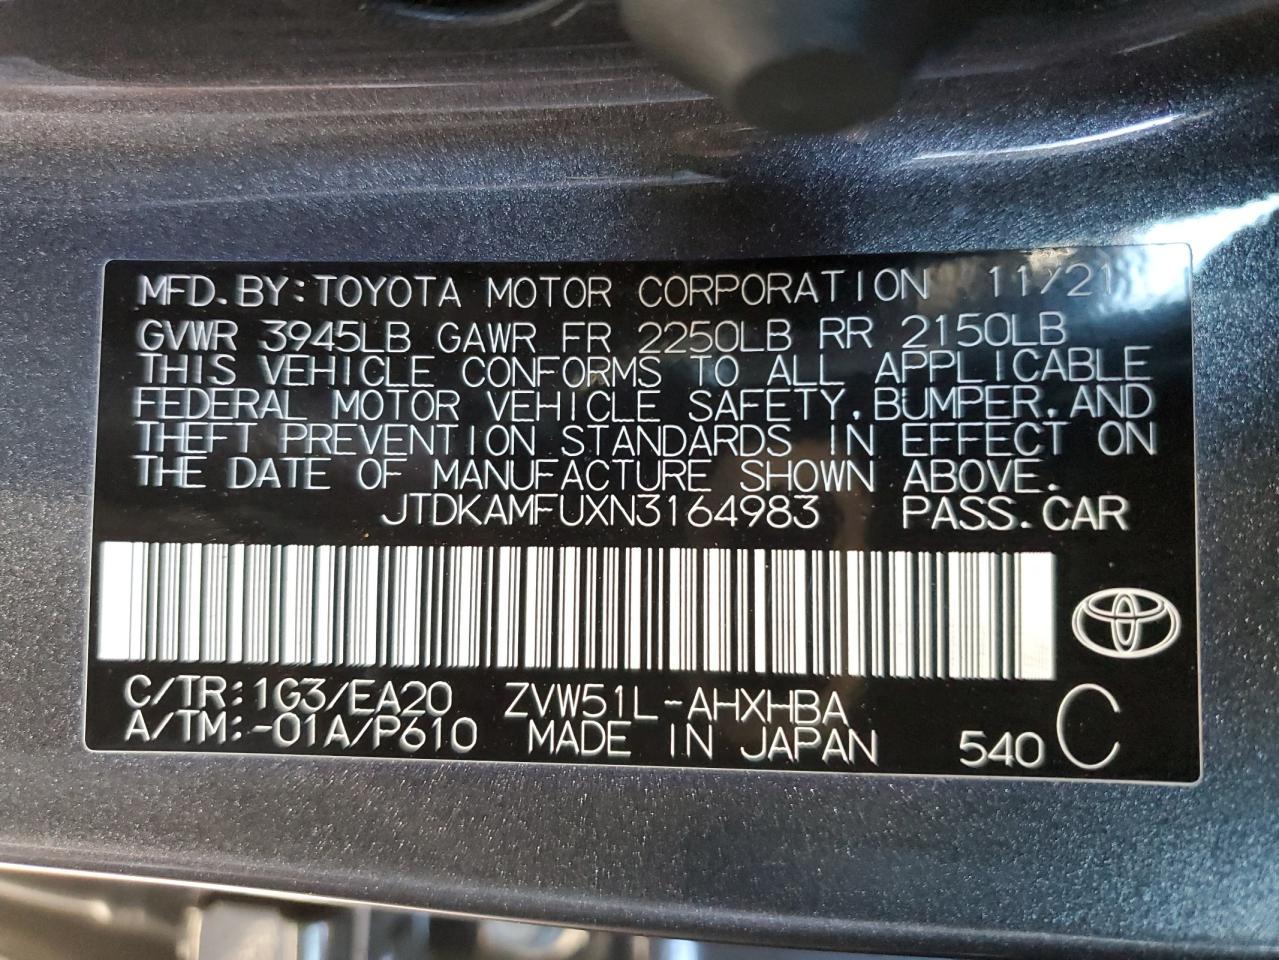 MFD.BY:TOYOTA MOTOR CORPORATION 11/21
GVWR 3945LB GAWR FR 2250LB RR 2150LB
THIS VEHICLE CONFORMS TO ALL APPLICABLE
FEDERAL MOTOR VEHICLE SAFETY,BUMPER,AND
THEFT PREVENTION STANDARDS IN EFFECT ON
THE DATE OF MANUFACTURE SHOWN ABOVE.
JTDKAMFUXN3164983 PASS.CAR
C/TR:1G3/EA20 ZVW51L-AHXHBA
A/TM:-01A/P610 MADE IN JAPAN 540 C